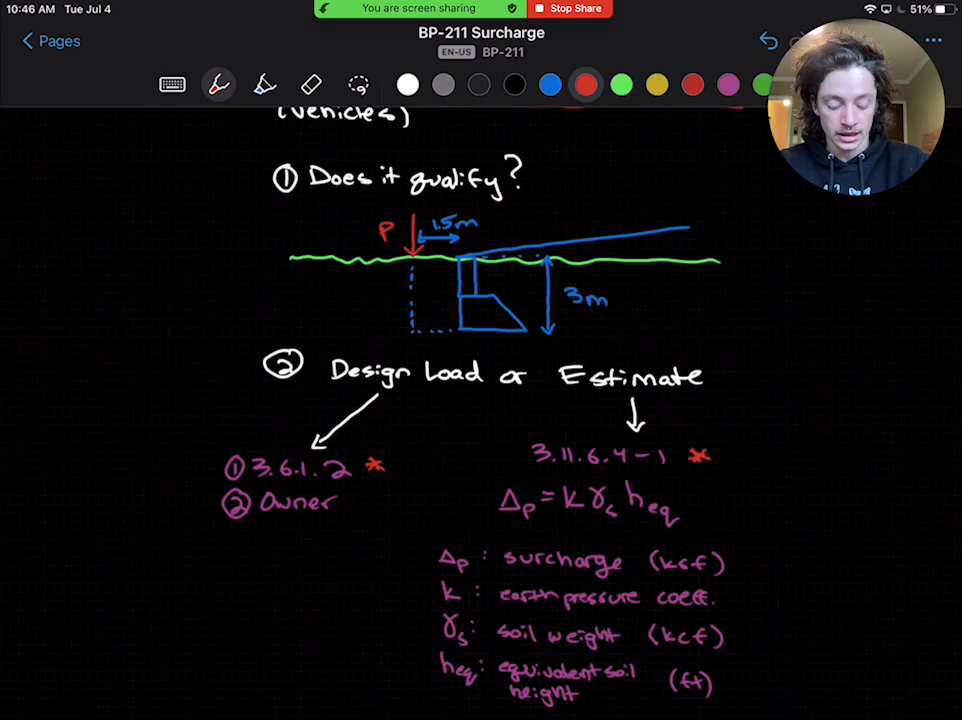 10:46 AM Tue Jul 4
You are screen sharing
Stop Share
51%
Pages
BP-211 Surcharge
EN-US BP-211
(Vehicles)
① Does it qualify?
P
1.5m
3m
② Design Load or Estimate
① 3.6.1.2 *
② Owner
3.11.6.4-1 *
Δp = k γs heq
Δp : surcharge (ksf)
k : earth pressure coeff.
γs : soil weight (kcf)
heq : equivalent soil height (ft)